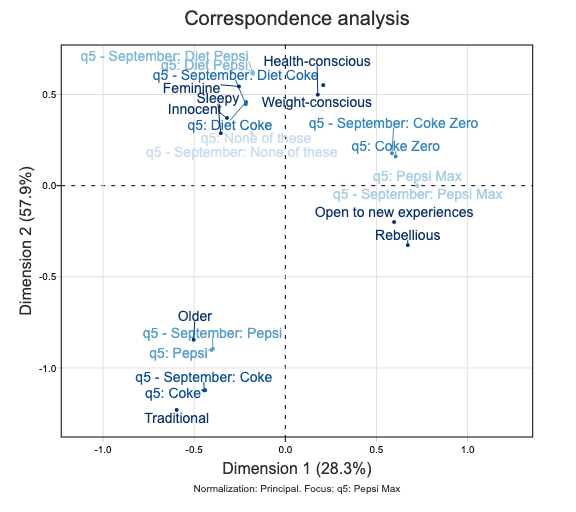 Correspondence analysis
q5 - September: Diet Pepsi
q5: Diet Pepsi
Health-conscious
q5 - September: Diet Coke
Feminine
Sleepy
Weight-conscious
Innocent
q5: Diet Coke
q5 - September: Coke Zero
q5: None of these
q5: Coke Zero
q5 - September: None of these
q5: Pepsi Max
q5 - September: Pepsi Max
Open to new experiences
Rebellious
Older
q5 - September: Pepsi
q5: Pepsi
q5 - September: Coke
q5: Coke
Traditional
0.5
0.0
-0.5
-1.0
Dimension 2 (57.9%)
-1.0 -0.5 0.0 0.5 1.0
Dimension 1 (28.3%)
Normalization: Principal. Focus: q5: Pepsi Max